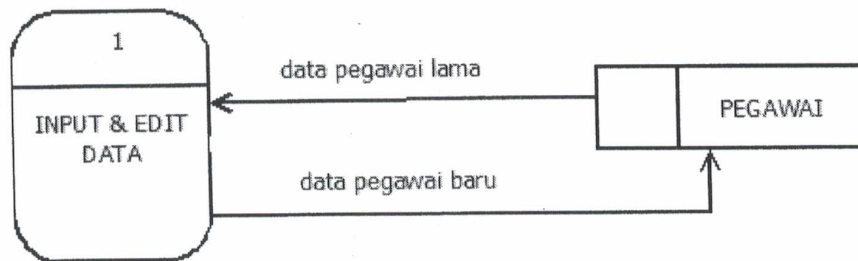 1
INPUT & EDIT
DATA
data pegawai lama
PEGAWAI
data pegawai baru